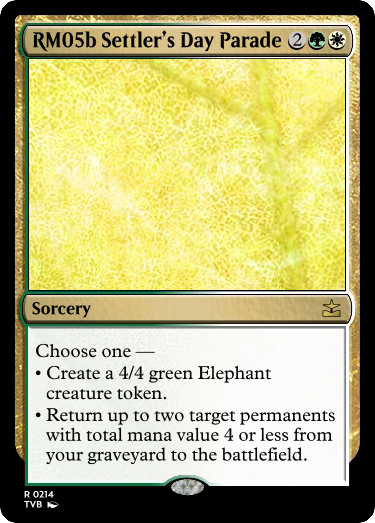 RM05b Settler's Day Parade 2
Sorcery
Choose one —
• Create a 4/4 green Elephant
creature token.
• Return up to two target permanents
with total mana value 4 or less from
your graveyard to the battlefield.
R 0214
TVB